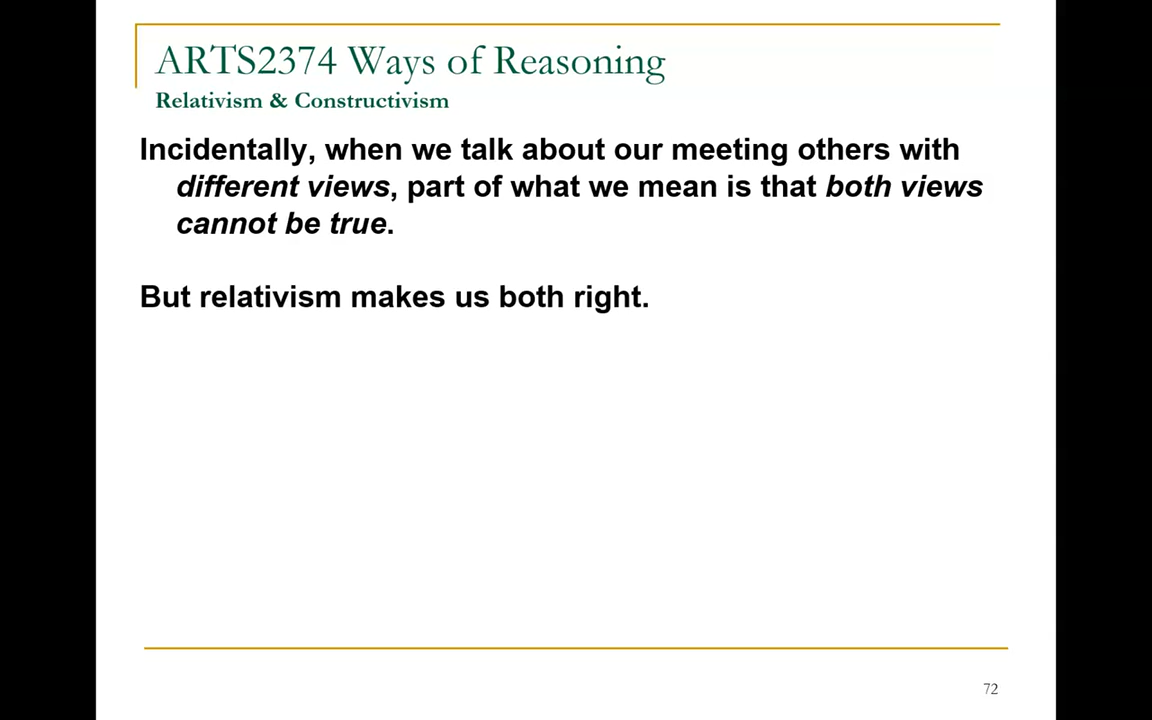 ARTS2374 Ways of Reasoning
Relativism & Constructivism
Incidentally, when we talk about our meeting others with
different views, part of what we mean is that both views
cannot be true.
But relativism makes us both right.
72